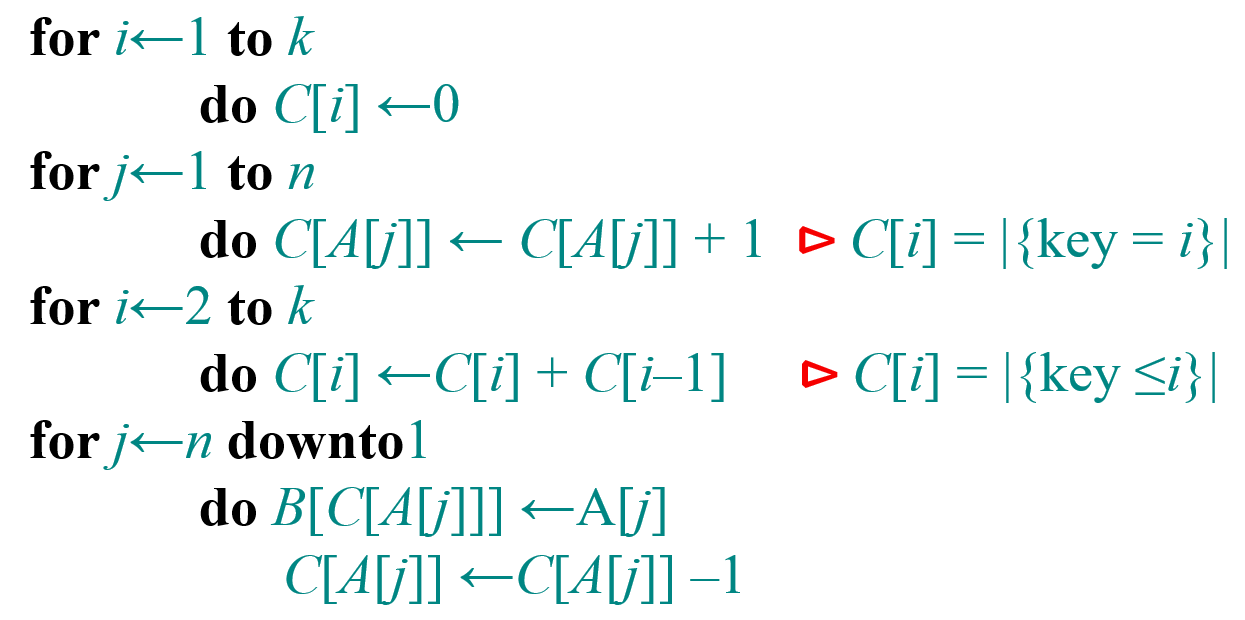 for i←1 to k
do C[i] ←0
for j←1 to n
do C[A[j]] ← C[A[j]] + 1 ⊳ C[i] = |{key = i}|
for i←2 to k
do C[i] ←C[i] + C[i–1] ⊳ C[i] = |{key ≤i}|
for j←n downto1
do B[C[A[j]]] ←A[j]
C[A[j]] ←C[A[j]] –1